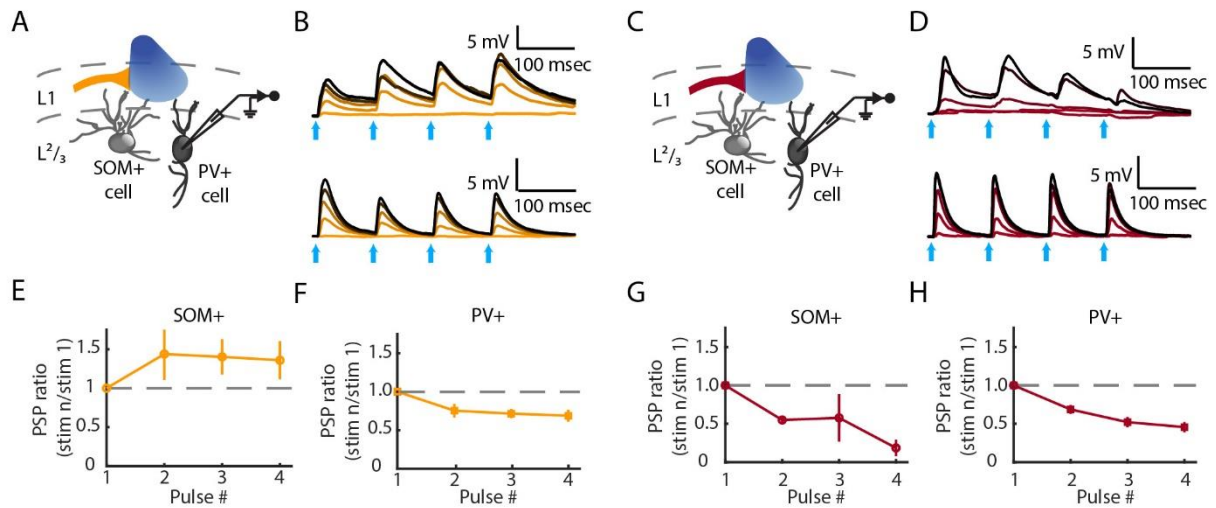 A
L1
L²/₃
SOM+
cell
PV+
cell
B
5 mV
100 msec
5 mV
100 msec
C
L1
L²/₃
SOM+
cell
PV+
cell
D
5 mV
100 msec
5 mV
100 msec
E
SOM+
PSP ratio
(stim n/stim 1)
1.5
1
0.5
0
1 2 3 4
Pulse #
F
PV+
PSP ratio
(stim n/stim 1)
1.5
1
0.5
0
1 2 3 4
Pulse #
G
SOM+
PSP ratio
(stim n/stim 1)
1.5
1.0
0.5
0
1 2 3 4
Pulse #
H
PV+
PSP ratio
(stim n/stim 1)
1.5
1.0
0.5
0
1 2 3 4
Pulse #